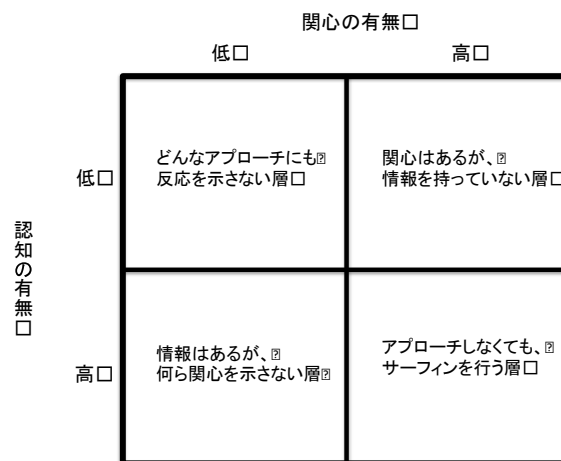 関心の有無□
低□ 高□
どんなアプローチにも⍰
反応を示さない層□
関心はあるが、⍰
情報を持っていない層□
低□
認知の有無□
情報はあるが、⍰
何ら関心を示さない層⍰
アプローチしなくても、⍰
サーフィンを行う層□
高□